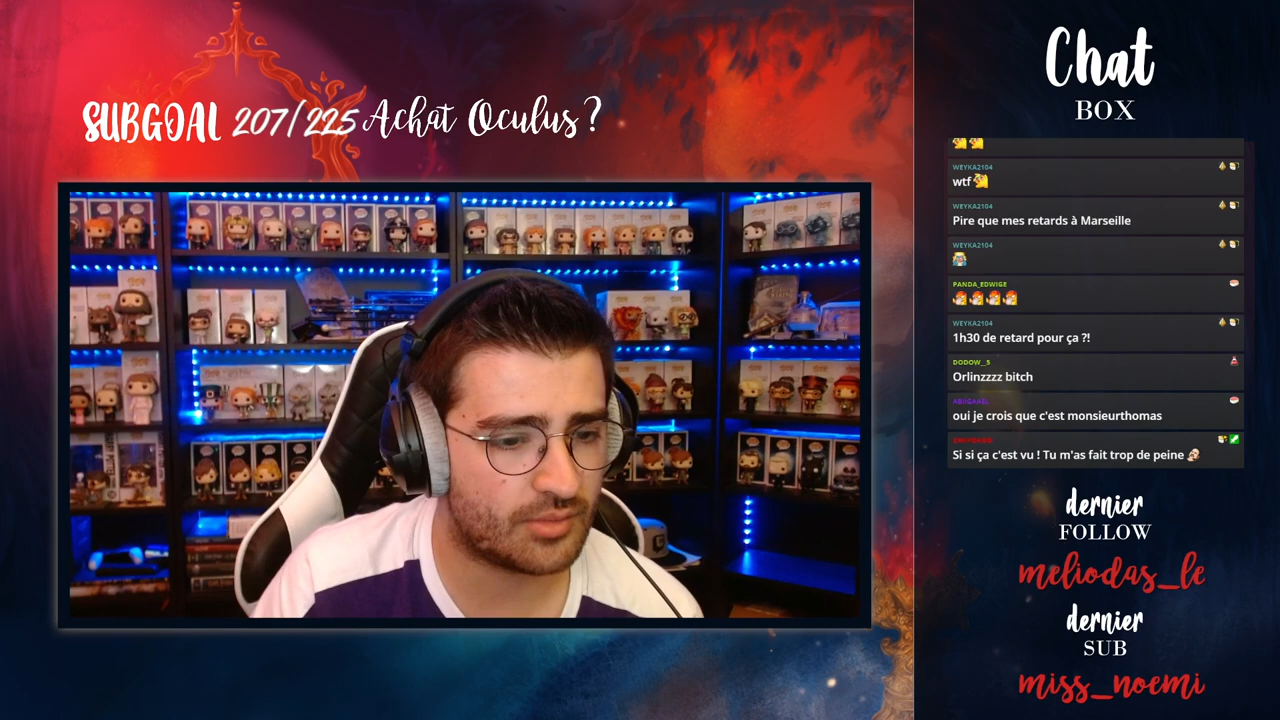 SUBGOAL 207/225 Achat Oculus ?
Chat
BOX
WEYKA2104
wtf
WEYKA2104
Pire que mes retards à Marseille
WEYKA2104
PANDA_EDWIGE
WEYKA2104
1h30 de retard pour ça ?!
DODOW__5
Orlinzzzz bitch
ABIIGAAEL
oui je crois que c'est monsieurthomas
Si si ça c'est vu ! Tu m'as fait trop de peine
dernier
FOLLOW
meliodas_le
dernier
SUB
miss_noemi